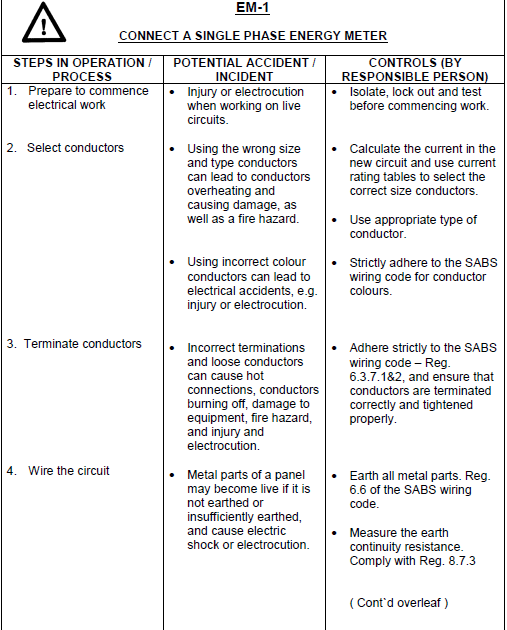 EM-1
CONNECT A SINGLE PHASE ENERGY METER
STEPS IN OPERATION /
PROCESS
POTENTIAL ACCIDENT /
INCIDENT
CONTROLS (BY
RESPONSIBLE PERSON)
1. Prepare to commence
electrical work
• Injury or electrocution
when working on live
circuits.
• Isolate, lock out and test
before commencing work.
2. Select conductors
• Using the wrong size
and type conductors
can lead to conductors
overheating and
causing damage, as
well as a fire hazard.
• Calculate the current in the
new circuit and use current
rating tables to select the
correct size conductors.
• Use appropriate type of
conductor.
• Using incorrect colour
conductors can lead to
electrical accidents, e.g.
injury or electrocution.
• Strictly adhere to the SABS
wiring code for conductor
colours.
3. Terminate conductors
• Incorrect terminations
and loose conductors
can cause hot
connections, conductors
burning off, damage to
equipment, fire hazard,
and injury and
electrocution.
• Adhere strictly to the SABS
wiring code – Reg.
6.3.7.1&2, and ensure that
conductors are terminated
correctly and tightened
properly.
4. Wire the circuit
• Metal parts of a panel
may become live if it is
not earthed or
insufficiently earthed,
and cause electric
shock or electrocution.
• Earth all metal parts. Reg.
6.6 of the SABS wiring
code.
• Measure the earth
continuity resistance.
Comply with Reg. 8.7.3
( Cont`d overleaf )